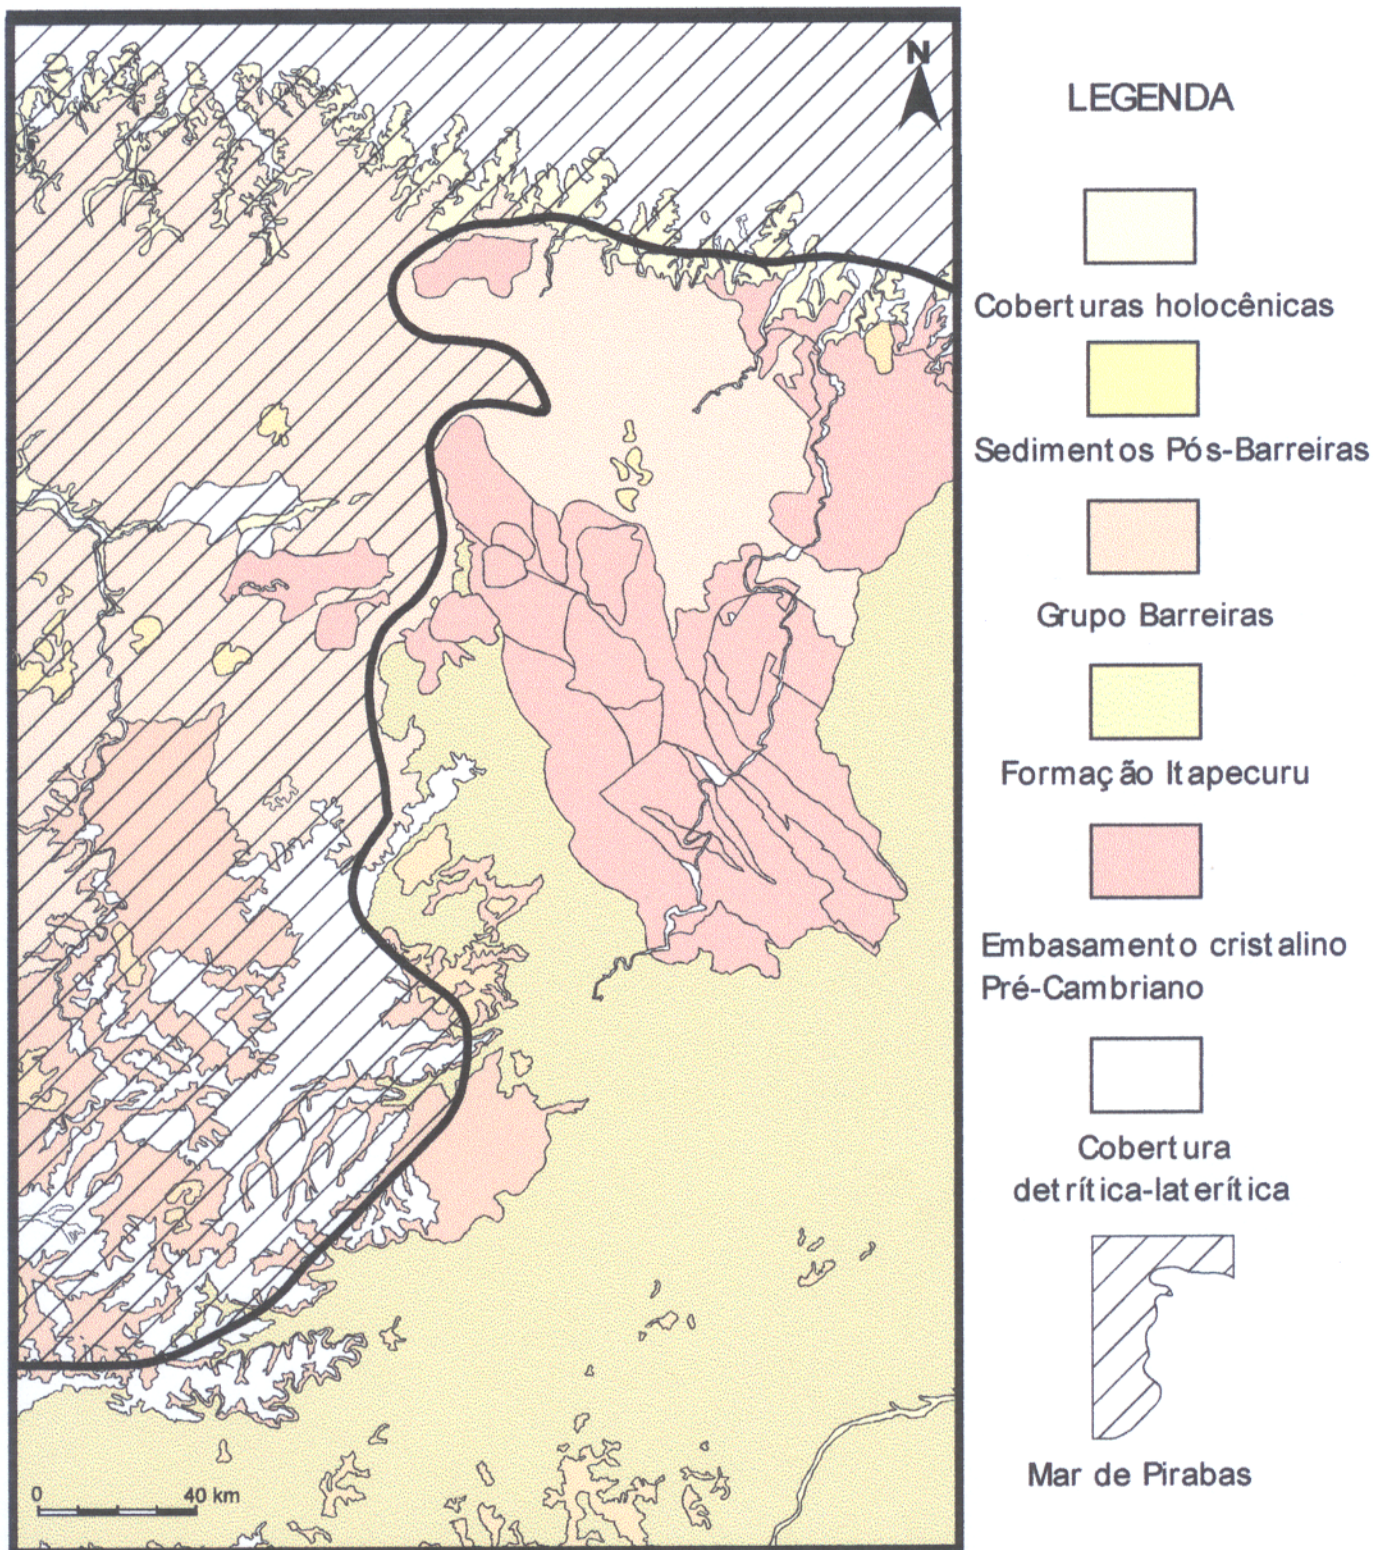 N
LEGENDA
Coberturas holocênicas
Sedimentos Pós-Barreiras
Grupo Barreiras
Formação Itapecuru
Embasamento cristalino
Pré-Cambriano
Cobertura
detrítica-laterítica
Mar de Pirabas
0 40 km